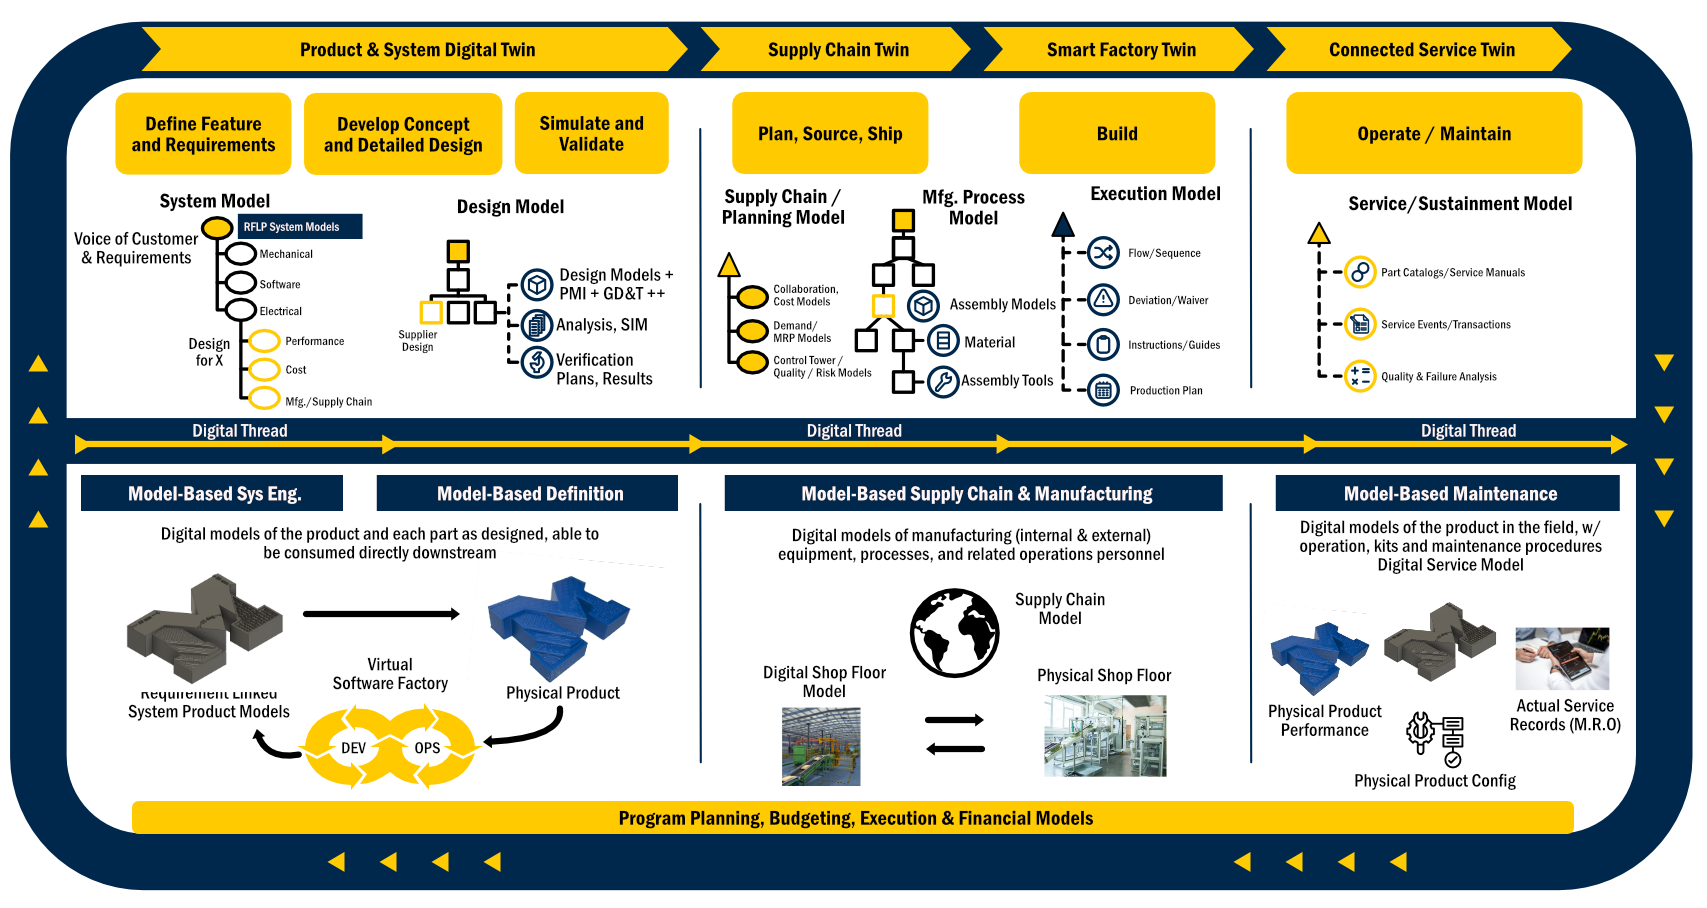 Product & System Digital Twin
Supply Chain Twin
Smart Factory Twin
Connected Service Twin
Define Feature
and Requirements
Develop Concept
and Detailed Design
Simulate and
Validate
Plan, Source, Ship
Build
Operate / Maintain
System Model
RFLP System Models
Voice of Customer
& Requirements
Mechanical
Software
Electrical
Design
for X
Performance
Cost
Mfg./Supply Chain
Design Model
Supplier
Design
Design Models +
PMI + GD&T ++
Analysis, SIM
Verification
Plans, Results
Supply Chain /
Planning Model
Collaboration,
Cost Models
Demand/
MRP Models
Control Tower /
Quality / Risk Models
Mfg. Process
Model
Assembly Models
Material
Assembly Tools
Execution Model
Flow/Sequence
Deviation/Waiver
Instructions/Guides
Production Plan
Service/Sustainment Model
Part Catalogs/Service Manuals
Service Events/Transactions
Quality & Failure Analysis
Digital Thread
Digital Thread
Digital Thread
Model-Based Sys Eng.
Model-Based Definition
Model-Based Supply Chain & Manufacturing
Model-Based Maintenance
Digital models of the product and each part as designed, able to
be consumed directly downstream
Virtual
Software Factory
Physical Product
Requirement Linked
System Product Models
DEV
OPS
Digital models of manufacturing (internal & external)
equipment, processes, and related operations personnel
Supply Chain
Model
Digital Shop Floor
Model
Physical Shop Floor
Digital models of the product in the field, w/
operation, kits and maintenance procedures
Digital Service Model
Physical Product
Performance
Actual Service
Records (M.R.O)
Physical Product Config
Program Planning, Budgeting, Execution & Financial Models